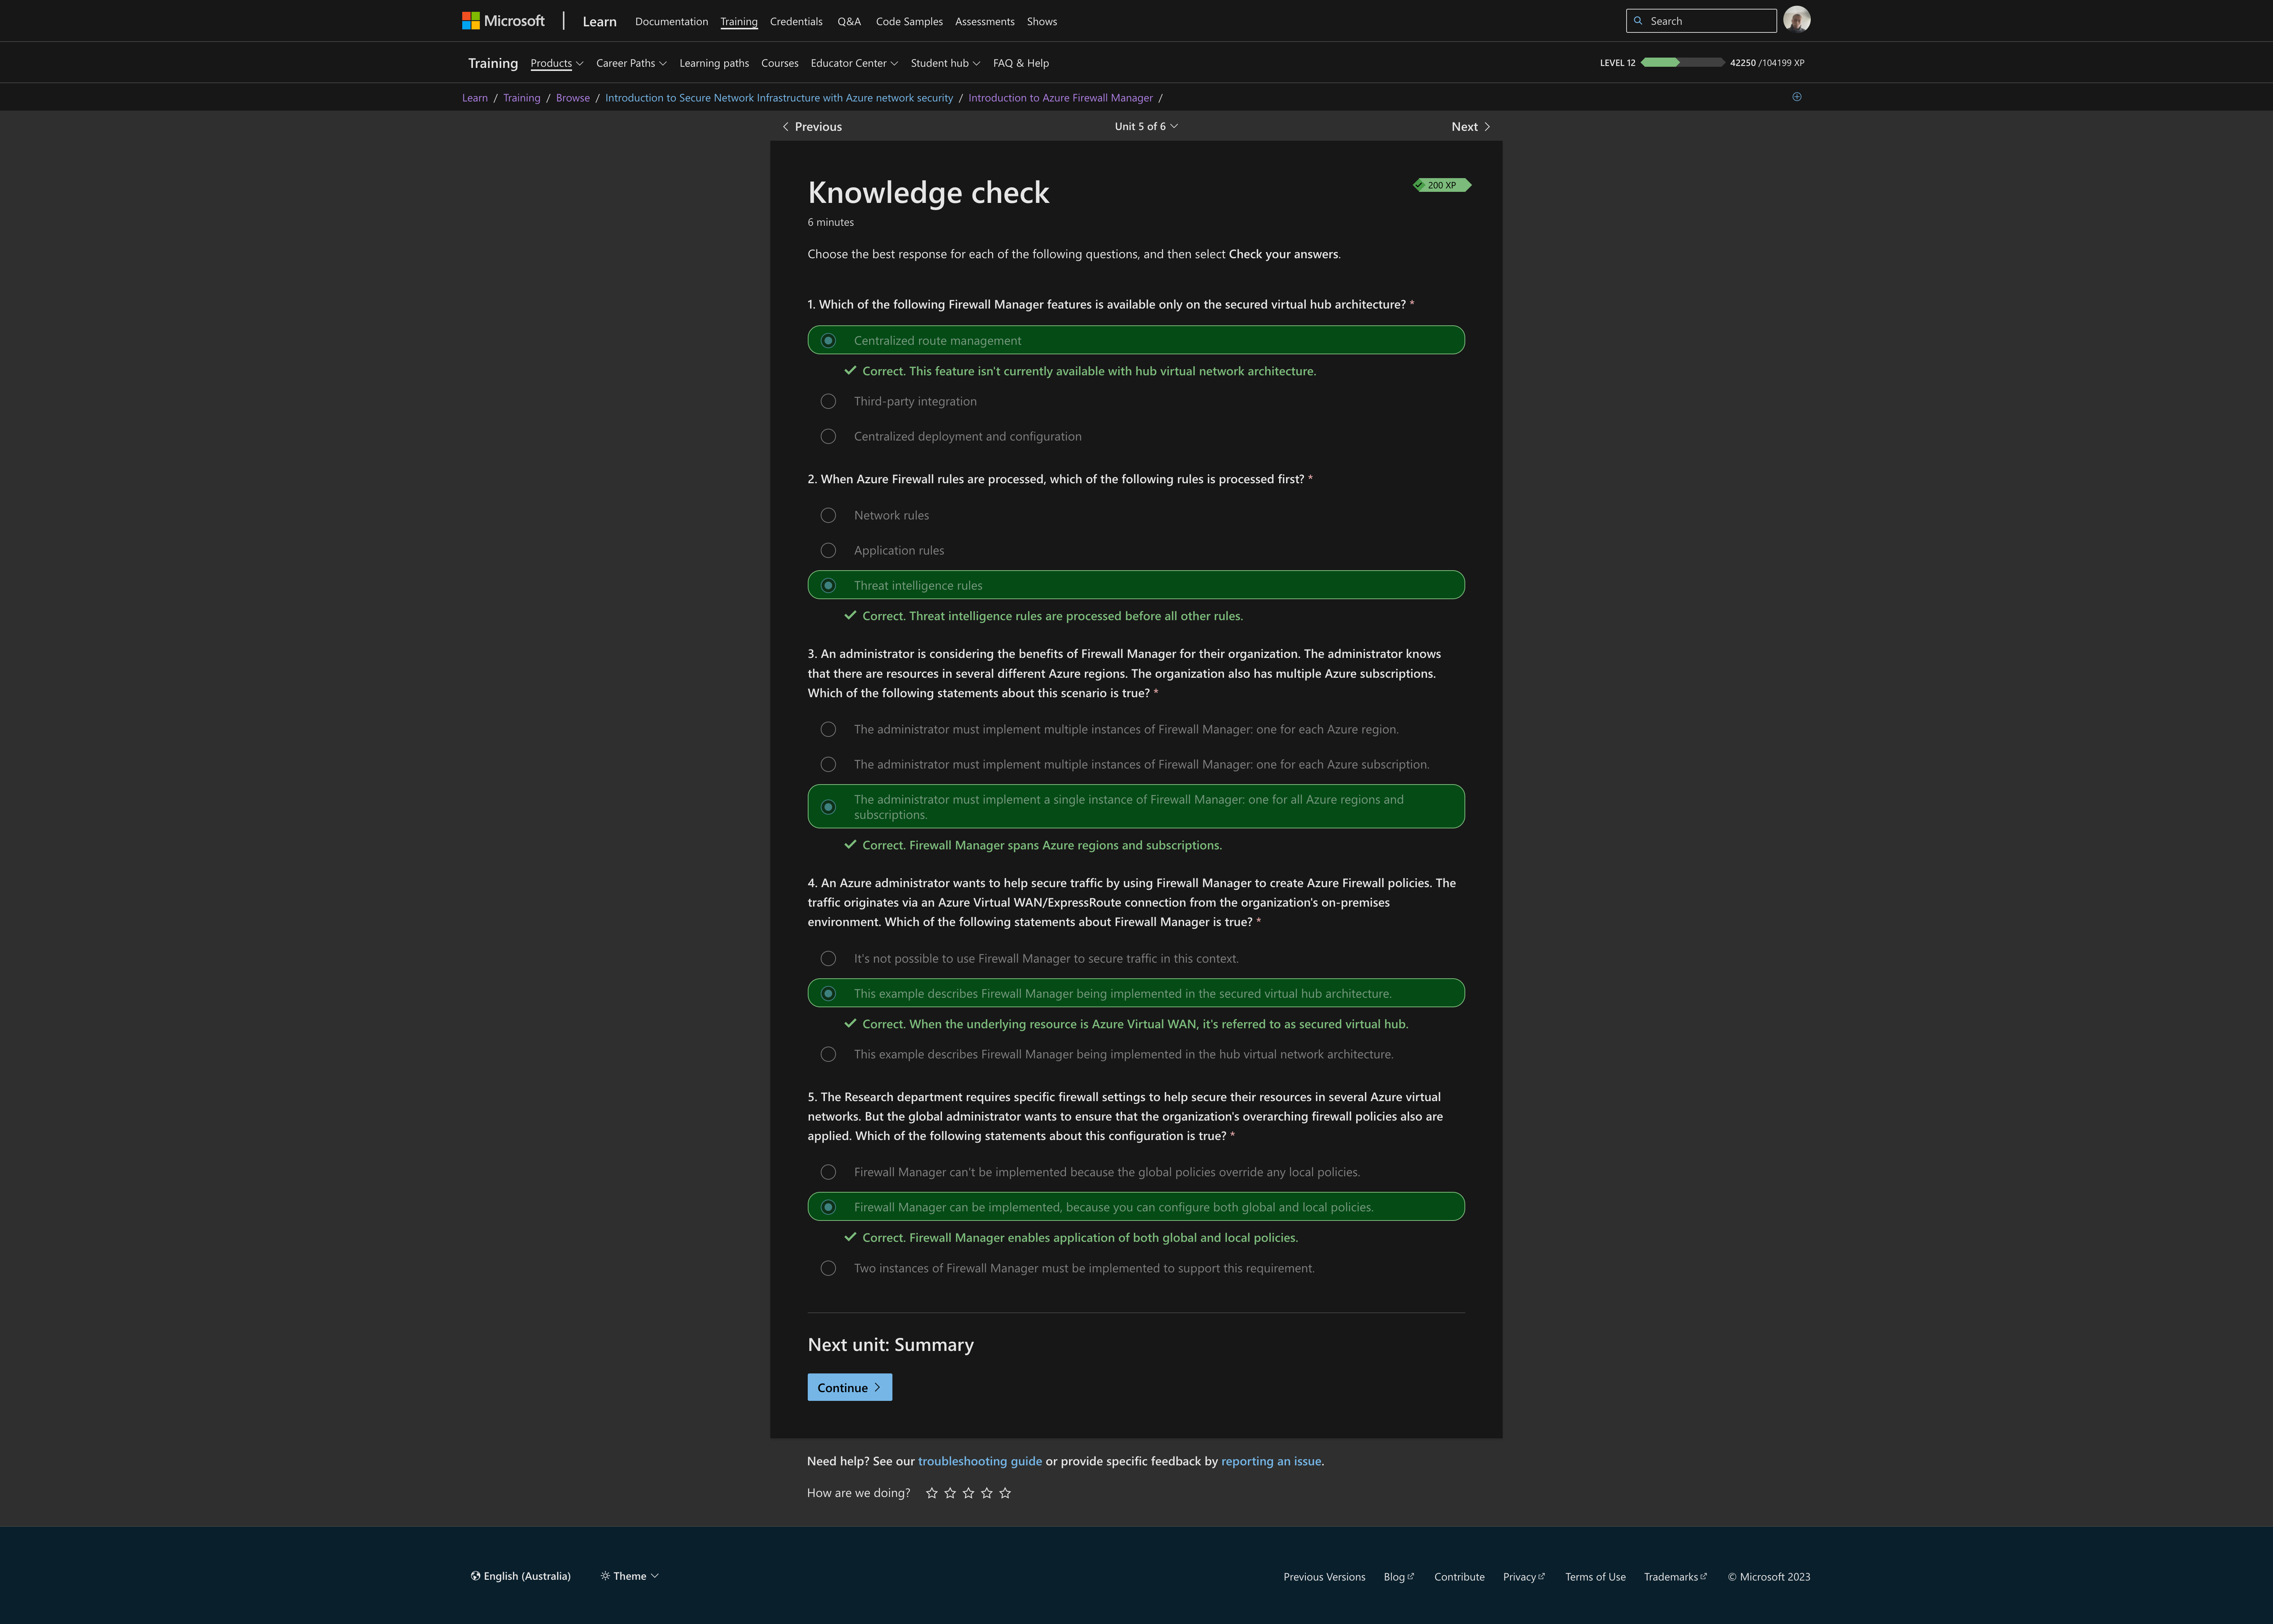 Microsoft
Learn
Documentation
Training
Credentials
Q&A
Code Samples
Assessments
Shows
Search
Training
Products
Career Paths
Learning paths
Courses
Educator Center
Student hub
FAQ & Help
LEVEL 12
42250 /104199 XP
Learn / Training / Browse / Introduction to Secure Network Infrastructure with Azure network security / Introduction to Azure Firewall Manager /
Previous
Unit 5 of 6
Next
Knowledge check
200 XP
6 minutes
Choose the best response for each of the following questions, and then select Check your answers.
1. Which of the following Firewall Manager features is available only on the secured virtual hub architecture? *
Centralized route management
Correct. This feature isn't currently available with hub virtual network architecture.
Third-party integration
Centralized deployment and configuration
2. When Azure Firewall rules are processed, which of the following rules is processed first? *
Network rules
Application rules
Threat intelligence rules
Correct. Threat intelligence rules are processed before all other rules.
3. An administrator is considering the benefits of Firewall Manager for their organization. The administrator knows
that there are resources in several different Azure regions. The organization also has multiple Azure subscriptions.
Which of the following statements about this scenario is true? *
The administrator must implement multiple instances of Firewall Manager: one for each Azure region.
The administrator must implement multiple instances of Firewall Manager: one for each Azure subscription.
The administrator must implement a single instance of Firewall Manager: one for all Azure regions and
subscriptions.
Correct. Firewall Manager spans Azure regions and subscriptions.
4. An Azure administrator wants to help secure traffic by using Firewall Manager to create Azure Firewall policies. The
traffic originates via an Azure Virtual WAN/ExpressRoute connection from the organization's on-premises
environment. Which of the following statements about Firewall Manager is true? *
It's not possible to use Firewall Manager to secure traffic in this context.
This example describes Firewall Manager being implemented in the secured virtual hub architecture.
Correct. When the underlying resource is Azure Virtual WAN, it's referred to as secured virtual hub.
This example describes Firewall Manager being implemented in the hub virtual network architecture.
5. The Research department requires specific firewall settings to help secure their resources in several Azure virtual
networks. But the global administrator wants to ensure that the organization's overarching firewall policies also are
applied. Which of the following statements about this configuration is true? *
Firewall Manager can't be implemented because the global policies override any local policies.
Firewall Manager can be implemented, because you can configure both global and local policies.
Correct. Firewall Manager enables application of both global and local policies.
Two instances of Firewall Manager must be implemented to support this requirement.
Next unit: Summary
Continue
Need help? See our troubleshooting guide or provide specific feedback by reporting an issue.
How are we doing?
English (Australia)
Theme
Previous Versions
Blog
Contribute
Privacy
Terms of Use
Trademarks
© Microsoft 2023